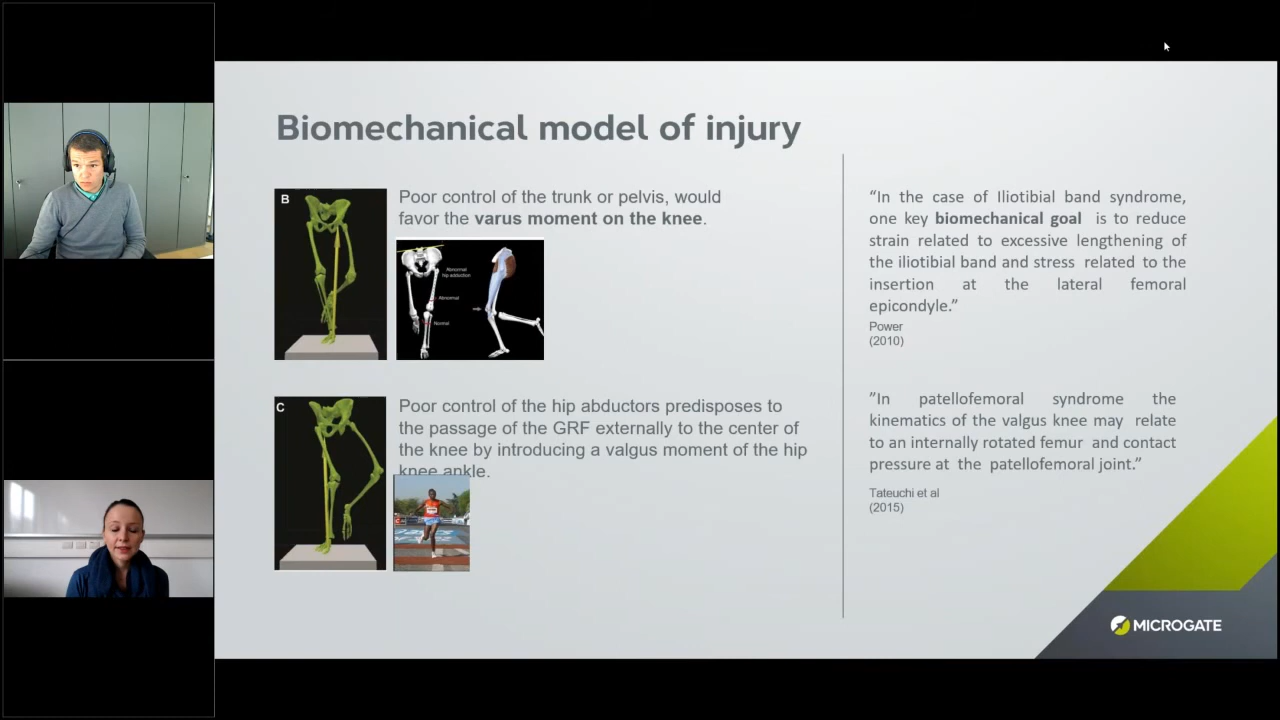 Biomechanical model of injury
B
Poor control of the trunk or pelvis, would
favor the varus moment on the knee.
Abnormal
hip adduction
Abnormal
Normal
C
Poor control of the hip abductors predisposes to
the passage of the GRF externally to the center of
the knee by introducing a valgus moment of the hip
knee ankle.
“In the case of Iliotibial band syndrome,
one key biomechanical goal is to reduce
strain related to excessive lengthening of
the iliotibial band and stress related to the
insertion at the lateral femoral
epicondyle.”
Power
(2010)
”In patellofemoral syndrome the
kinematics of the valgus knee may relate
to an internally rotated femur and contact
pressure at the patellofemoral joint.”
Tateuchi et al
(2015)
MICROGATE